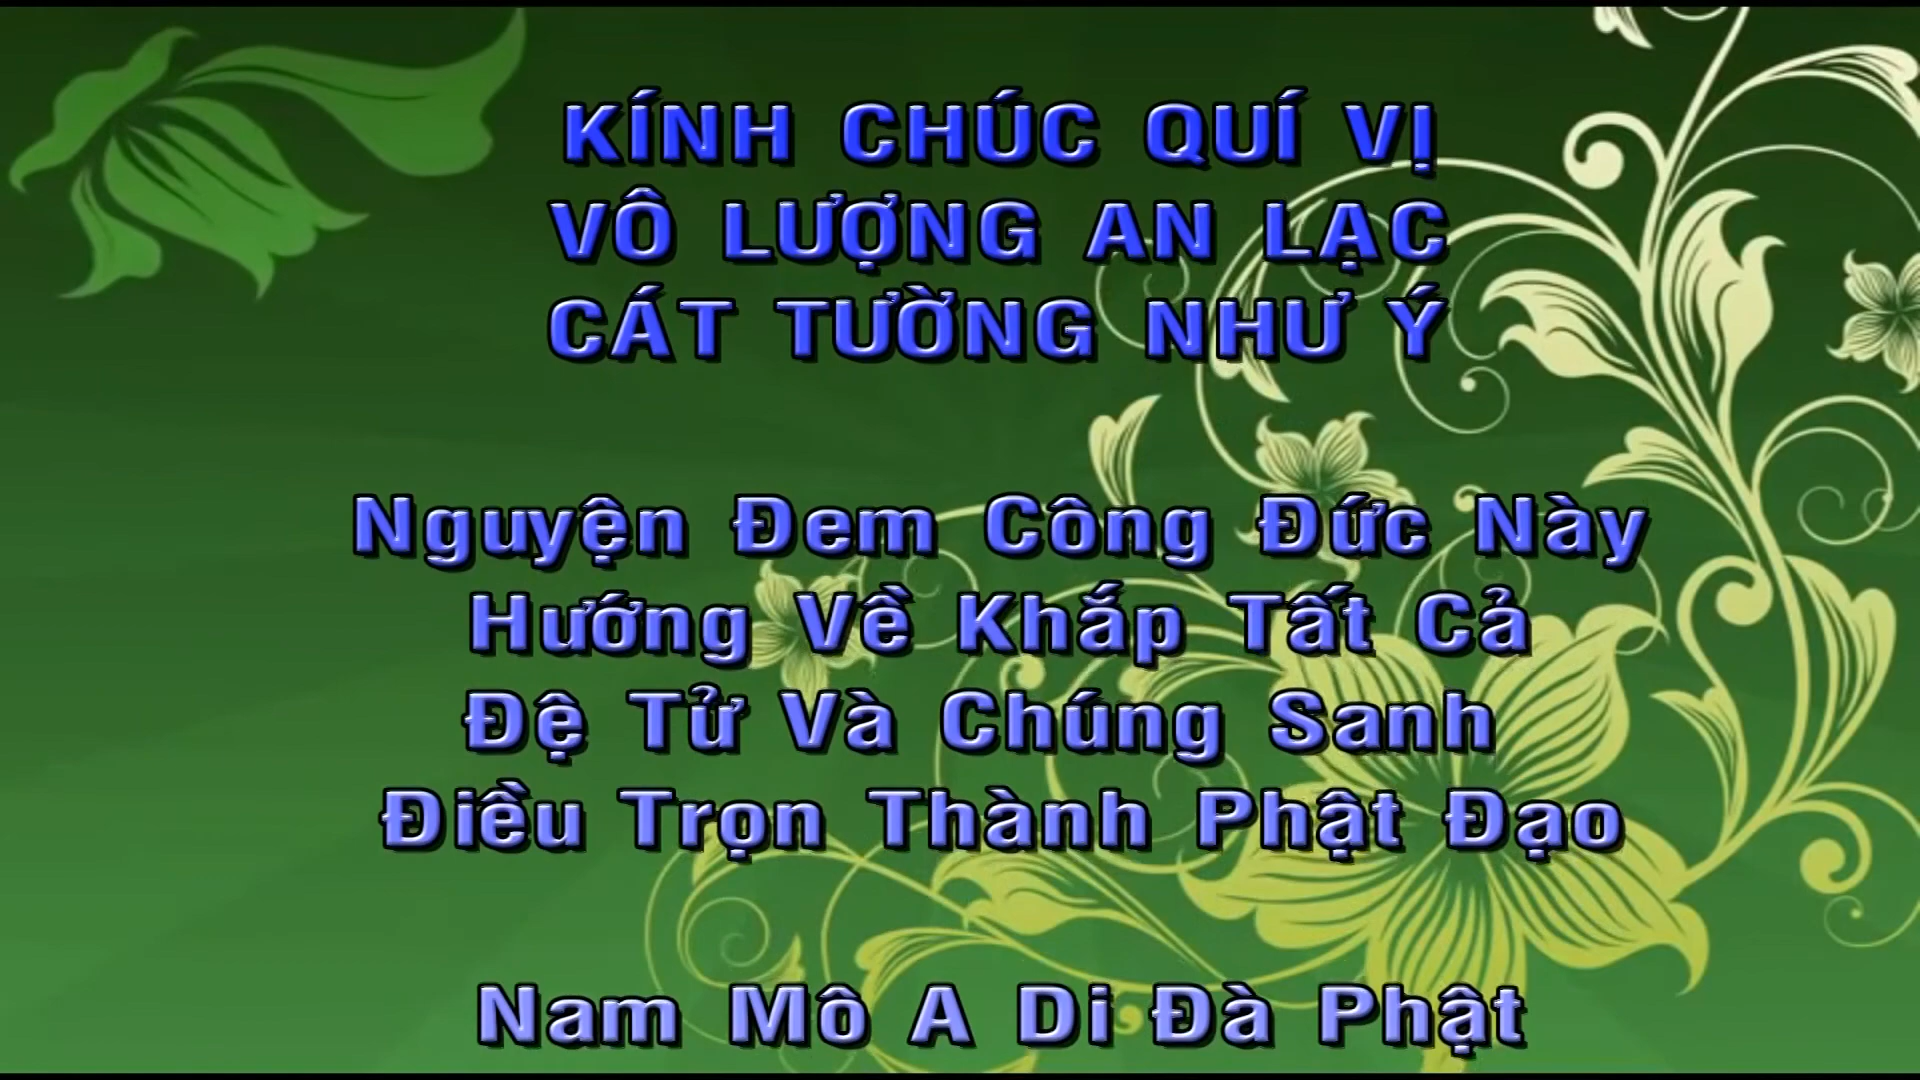 KÍNH CHÚC QUÍ VỊ
VÔ LƯỢNG AN LẠC
CÁT TƯỜNG NHƯ Ý
Nguyện Đem Công Đức Này
Hướng Về Khắp Tất Cả
Đệ Tử Và Chúng Sanh
Điều Trọn Thành Phật Đạo
Nam Mô A Di Đà Phật